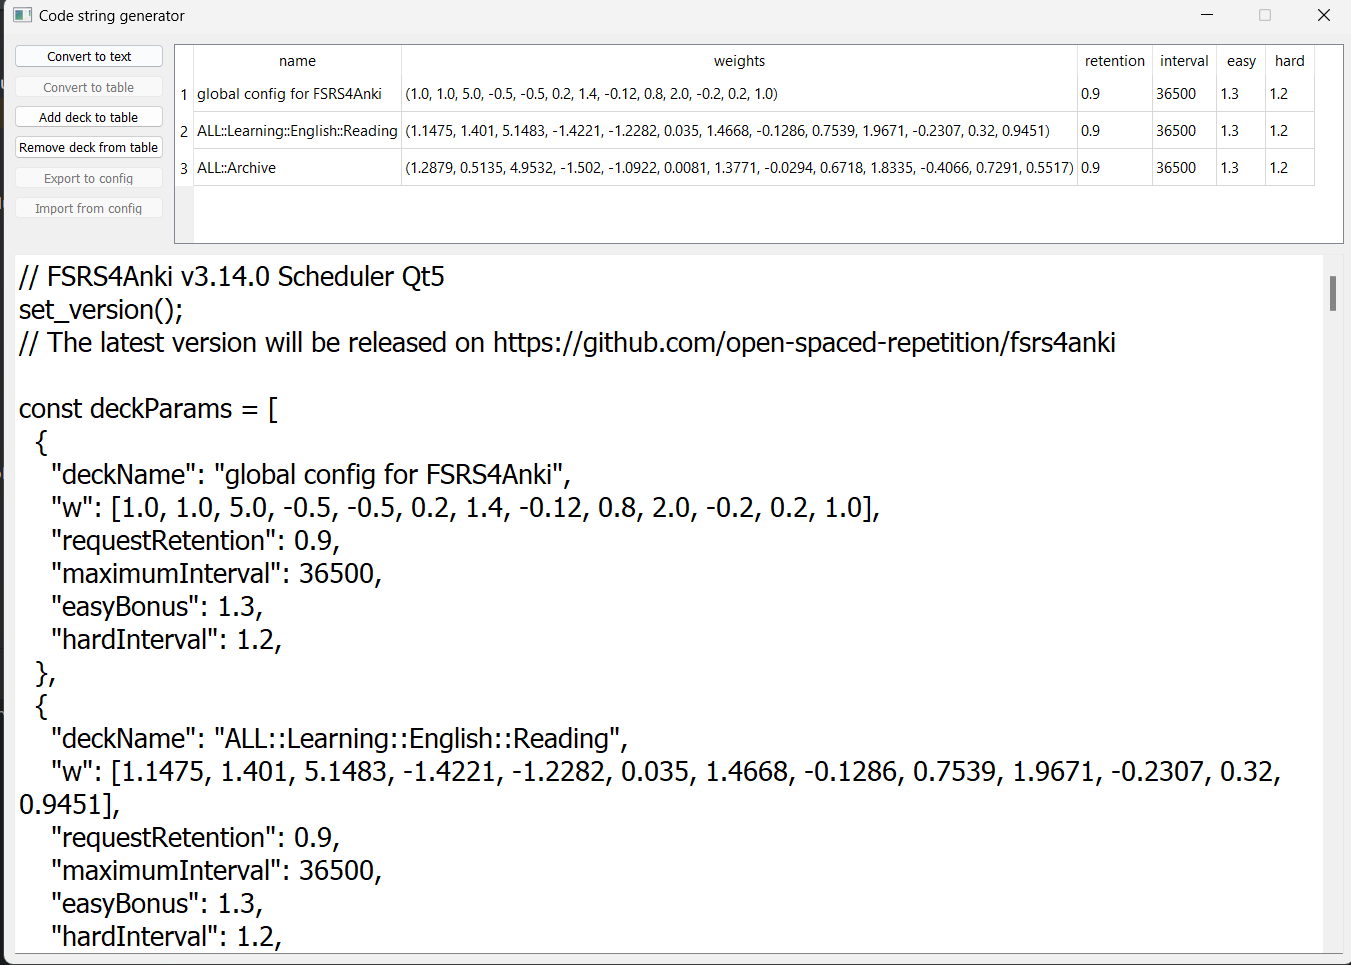 Code string generator
Convert to text
Convert to table
Add deck to table
Remove deck from table
Export to config
Import from config
name weights retention interval easy hard
1 global config for FSRS4Anki (1.0, 1.0, 5.0, -0.5, -0.5, 0.2, 1.4, -0.12, 0.8, 2.0, -0.2, 0.2, 1.0) 0.9 36500 1.3 1.2
2 ALL::Learning::English::Reading (1.1475, 1.401, 5.1483, -1.4221, -1.2282, 0.035, 1.4668, -0.1286, 0.7539, 1.9671, -0.2307, 0.32, 0.9451) 0.9 36500 1.3 1.2
3 ALL::Archive (1.2879, 0.5135, 4.9532, -1.502, -1.0922, 0.0081, 1.3771, -0.0294, 0.6718, 1.8335, -0.4066, 0.7291, 0.5517) 0.9 36500 1.3 1.2
// FSRS4Anki v3.14.0 Scheduler Qt5
set_version();
// The latest version will be released on https://github.com/open-spaced-repetition/fsrs4anki
const deckParams = [
{
"deckName": "global config for FSRS4Anki",
"w": [1.0, 1.0, 5.0, -0.5, -0.5, 0.2, 1.4, -0.12, 0.8, 2.0, -0.2, 0.2, 1.0],
"requestRetention": 0.9,
"maximumInterval": 36500,
"easyBonus": 1.3,
"hardInterval": 1.2,
},
{
"deckName": "ALL::Learning::English::Reading",
"w": [1.1475, 1.401, 5.1483, -1.4221, -1.2282, 0.035, 1.4668, -0.1286, 0.7539, 1.9671, -0.2307, 0.32,
0.9451],
"requestRetention": 0.9,
"maximumInterval": 36500,
"easyBonus": 1.3,
"hardInterval": 1.2,